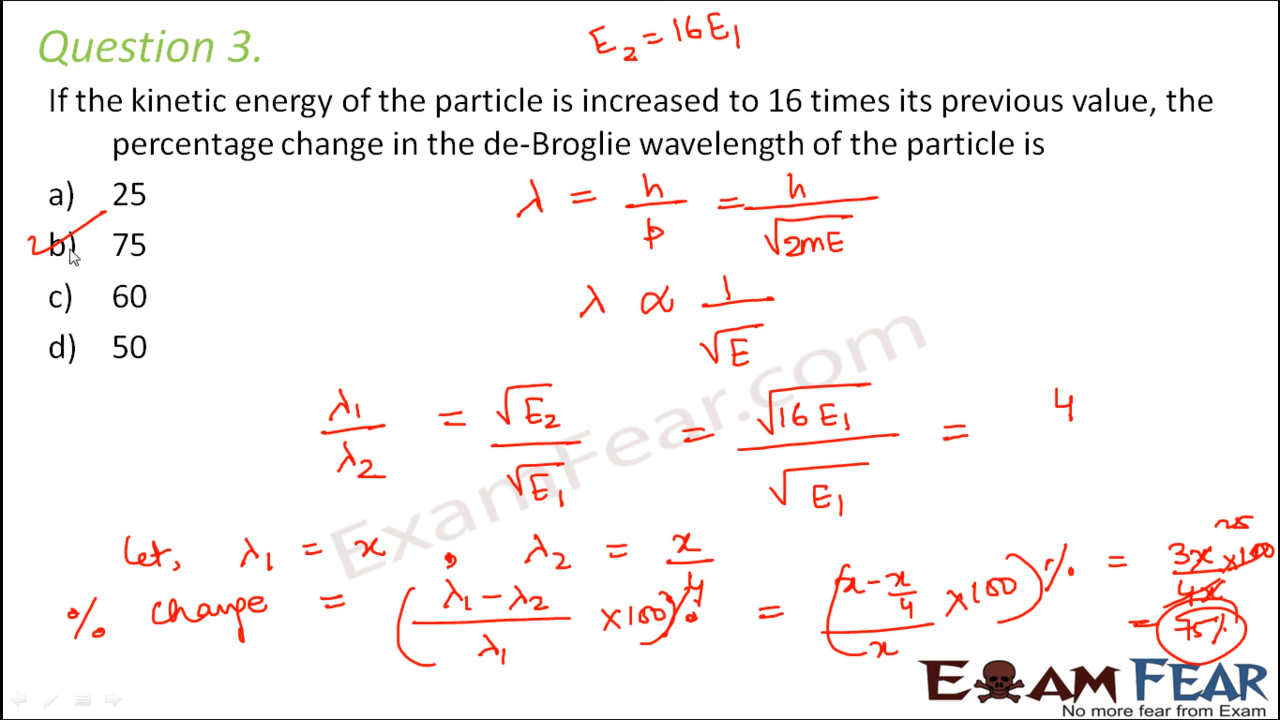 Question 3.
E₂ = 16E₁
If the kinetic energy of the particle is increased to 16 times its previous value, the
percentage change in the de-Broglie wavelength of the particle is
a) 25
b) 75
c) 60
d) 50
λ = h/p = h/√2mE
λ ∝ 1/√E
λ₁/λ₂ = √E₂/√E₁ = √16E₁/√E₁ = 4
Let, λ₁ = x , λ₂ = x/4
% change = (λ₁-λ₂/λ₁ ×100)% = (x-x/4/x ×100)% = 3x/4x ×100 25
= 75%
ExamFear.com
EXAM FEAR
No more fear from Exam